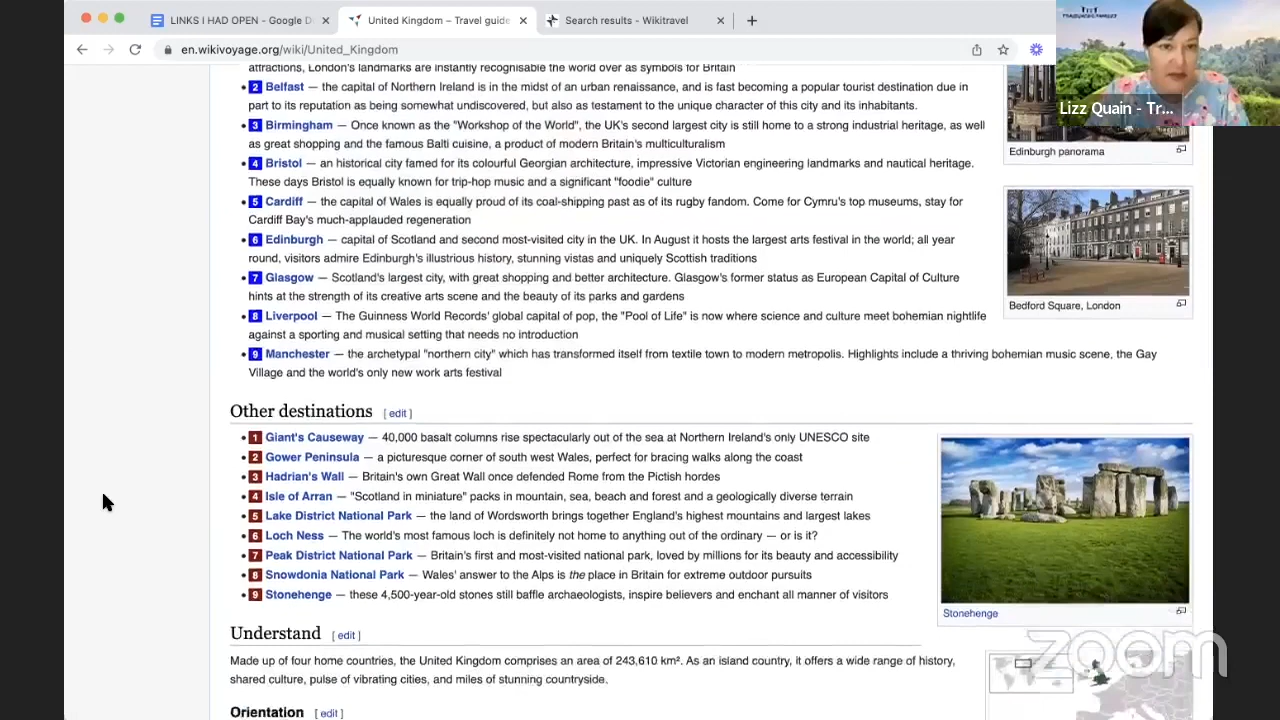 LINKS I HAD OPEN - Google D
United Kingdom – Travel guide
Search results - Wikitravel
en.wikivoyage.org/wiki/United_Kingdom
Lizz Quain - Tr...
attractions, London's landmarks are instantly recognisable the world over as symbols for Britain
2 Belfast — the capital of Northern Ireland is in the midst of an urban renaissance, and is fast becoming a popular tourist destination due in
part to its reputation as being somewhat undiscovered, but also as testament to the unique character of this city and its inhabitants.
3 Birmingham — Once known as the "Workshop of the World", the UK's second largest city is still home to a strong industrial heritage, as well
as great shopping and the famous Balti cuisine, a product of modern Britain's multiculturalism
4 Bristol — an historical city famed for its colourful Georgian architecture, impressive Victorian engineering landmarks and nautical heritage.
These days Bristol is equally known for trip-hop music and a significant "foodie" culture
5 Cardiff — the capital of Wales is equally proud of its coal-shipping past as of its rugby fandom. Come for Cymru's top museums, stay for
Cardiff Bay's much-applauded regeneration
6 Edinburgh — capital of Scotland and second most-visited city in the UK. In August it hosts the largest arts festival in the world; all year
round, visitors admire Edinburgh's illustrious history, stunning vistas and uniquely Scottish traditions
7 Glasgow — Scotland's largest city, with great shopping and better architecture. Glasgow's former status as European Capital of Culture
hints at the strength of its creative arts scene and the beauty of its parks and gardens
8 Liverpool — The Guinness World Records' global capital of pop, the "Pool of Life" is now where science and culture meet bohemian nightlife
against a sporting and musical setting that needs no introduction
9 Manchester — the archetypal "northern city" which has transformed itself from textile town to modern metropolis. Highlights include a thriving bohemian music scene, the Gay
Village and the world's only new work arts festival
Edinburgh panorama
Bedford Square, London
Other destinations [ edit ]
1 Giant's Causeway — 40,000 basalt columns rise spectacularly out of the sea at Northern Ireland's only UNESCO site
2 Gower Peninsula — a picturesque corner of south west Wales, perfect for bracing walks along the coast
3 Hadrian's Wall — Britain's own Great Wall once defended Rome from the Pictish hordes
4 Isle of Arran — "Scotland in miniature" packs in mountain, sea, beach and forest and a geologically diverse terrain
5 Lake District National Park — the land of Wordsworth brings together England's highest mountains and largest lakes
6 Loch Ness — The world's most famous loch is definitely not home to anything out of the ordinary — or is it?
7 Peak District National Park — Britain's first and most-visited national park, loved by millions for its beauty and accessibility
8 Snowdonia National Park — Wales' answer to the Alps is the place in Britain for extreme outdoor pursuits
9 Stonehenge — these 4,500-year-old stones still baffle archaeologists, inspire believers and enchant all manner of visitors
Stonehenge
Understand [ edit ]
Made up of four home countries, the United Kingdom comprises an area of 243,610 km². As an island country, it offers a wide range of history,
shared culture, pulse of vibrating cities, and miles of stunning countryside.
Orientation [ edit ]
zoom